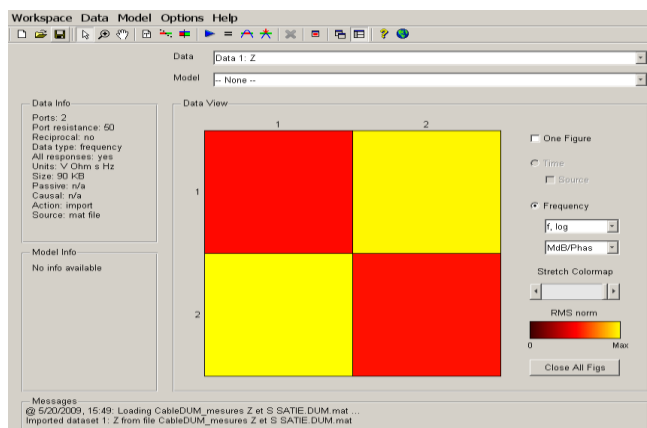 Workspace Data Model Options Help
Data
Data 1: Z
Model
-- None --
Data Info
Ports: 2
Port resistance: 50
Reciprocal: no
Data type: frequency
All responses: yes
Units: V Ohm s Hz
Size: 90 KB
Passive: n/a
Causal: n/a
Action: import
Source: mat file
Model Info
No info available
Data View
1
2
1
2
One Figure
Time
Source
Frequency
f, log
MdB/Phas
Stretch Colormap
RMS norm
0
Max
Close All Figs
Messages
@ 5/20/2009, 15:49: Loading CableDUM_mesures Z et S SATIE.DUM.mat ...
Imported dataset 1: Z from file CableDUM_mesures Z et S SATIE.DUM.mat